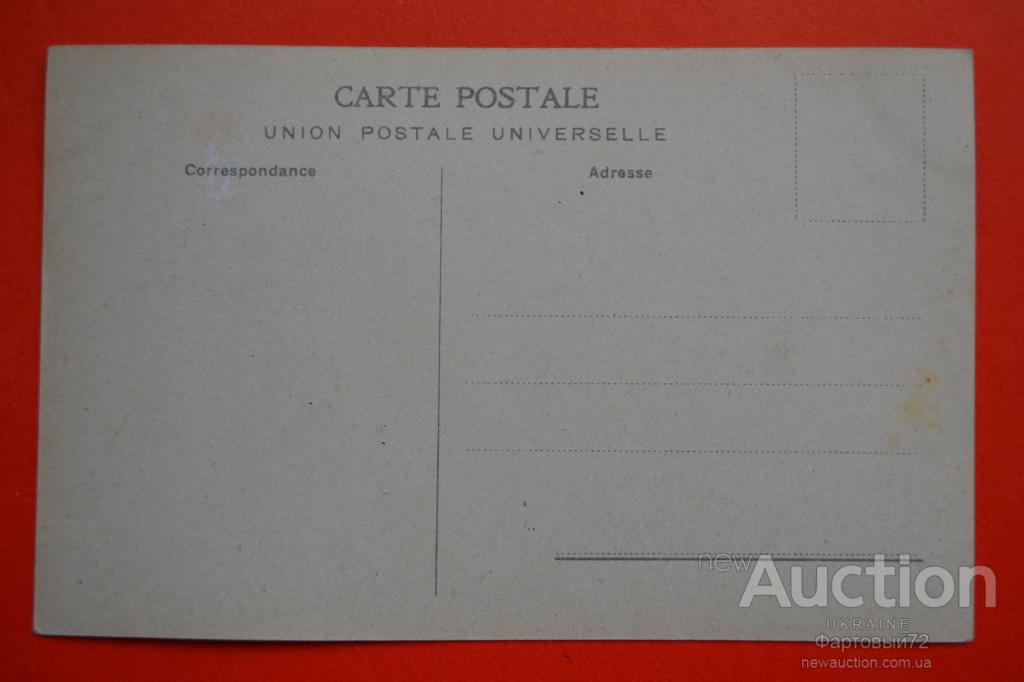 CARTE POSTALE
UNION POSTALE UNIVERSELLE
Correspondance
Adresse
newAuction
UKRAINE
Фартовый72
newauction.com.ua